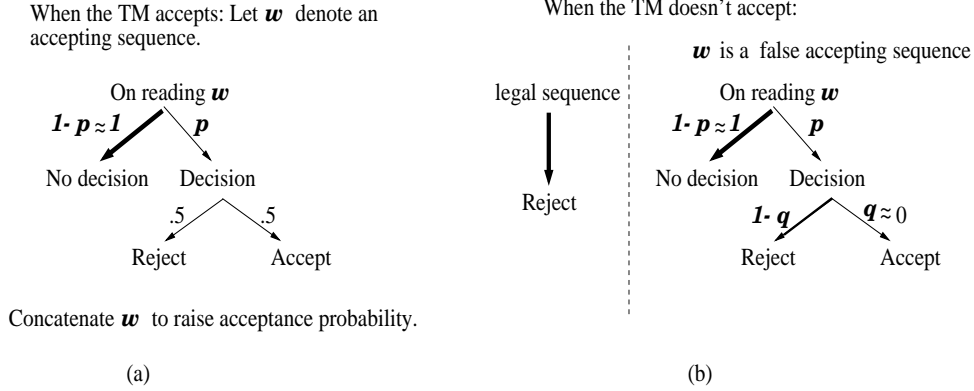 When the TM accepts: Let w denote an
accepting sequence.
On reading w
1- p ≈ 1
p
No decision
Decision
.5
.5
Reject
Accept
Concatenate w to raise acceptance probability.
(a)
When the TM doesn't accept:
w is a false accepting sequence
legal sequence
Reject
On reading w
1- p ≈ 1
p
No decision
Decision
1- q
q ≈ 0
Reject
Accept
(b)